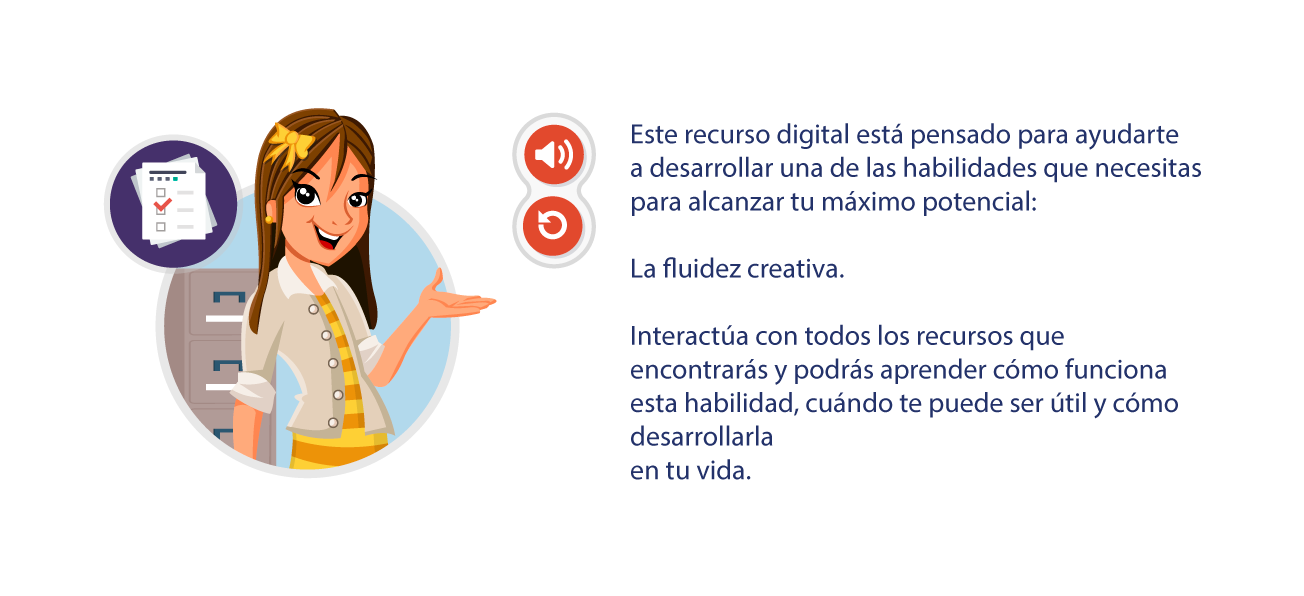 Este recurso digital está pensado para ayudarte
a desarrollar una de las habilidades que necesitas
para alcanzar tu máximo potencial:
La fluidez creativa.
Interactúa con todos los recursos que
encontrarás y podrás aprender cómo funciona
esta habilidad, cuándo te puede ser útil y cómo
desarrollarla
en tu vida.